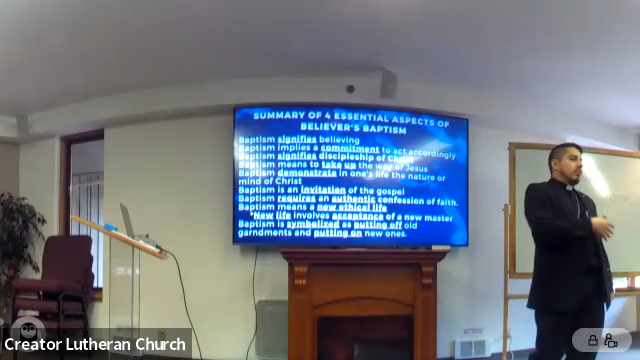 SUMMARY OF 4 ESSENTIAL ASPECTS OF
BELIEVER'S BAPTISM
Baptism signifies believing
Baptism implies a commitment to act accordingly
Baptism signifies discipleship of Christ
Baptism means to take up the way of Jesus
Baptism demonstrate in one's life the nature or
mind of Christ
Baptism is an invitation of the gospel
Baptism requires an authentic confession of faith.
Baptism means a new ethical life
*New life involves acceptance of a new master
Baptism is symbolized as putting off old
garndments and putting on new ones.
Creator Lutheran Church